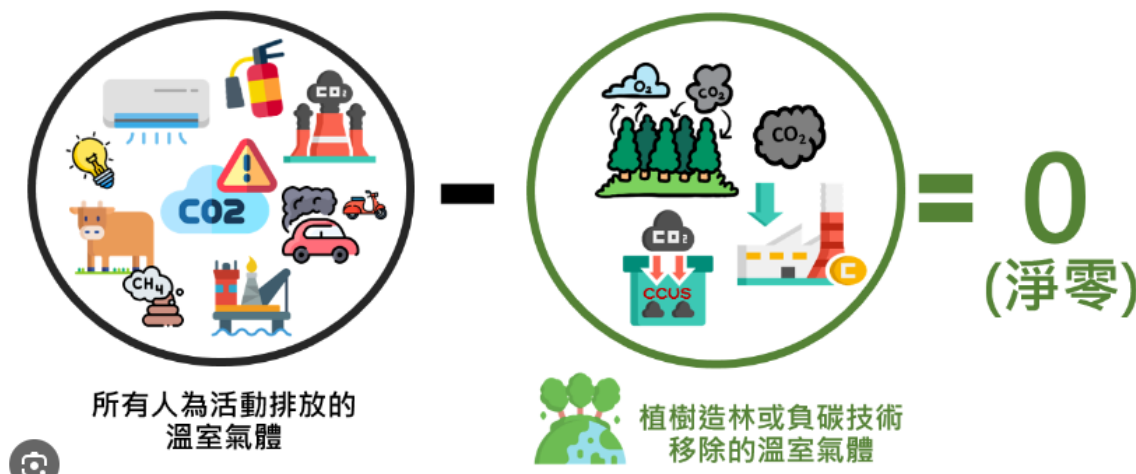 CO₂
CO2
CH₄
O₂
CO₂
CO₂
CO₂
CCUS
C
-
=
0
(淨零)
所有人為活動排放的
溫室氣體
植樹造林或負碳技術
移除的溫室氣體